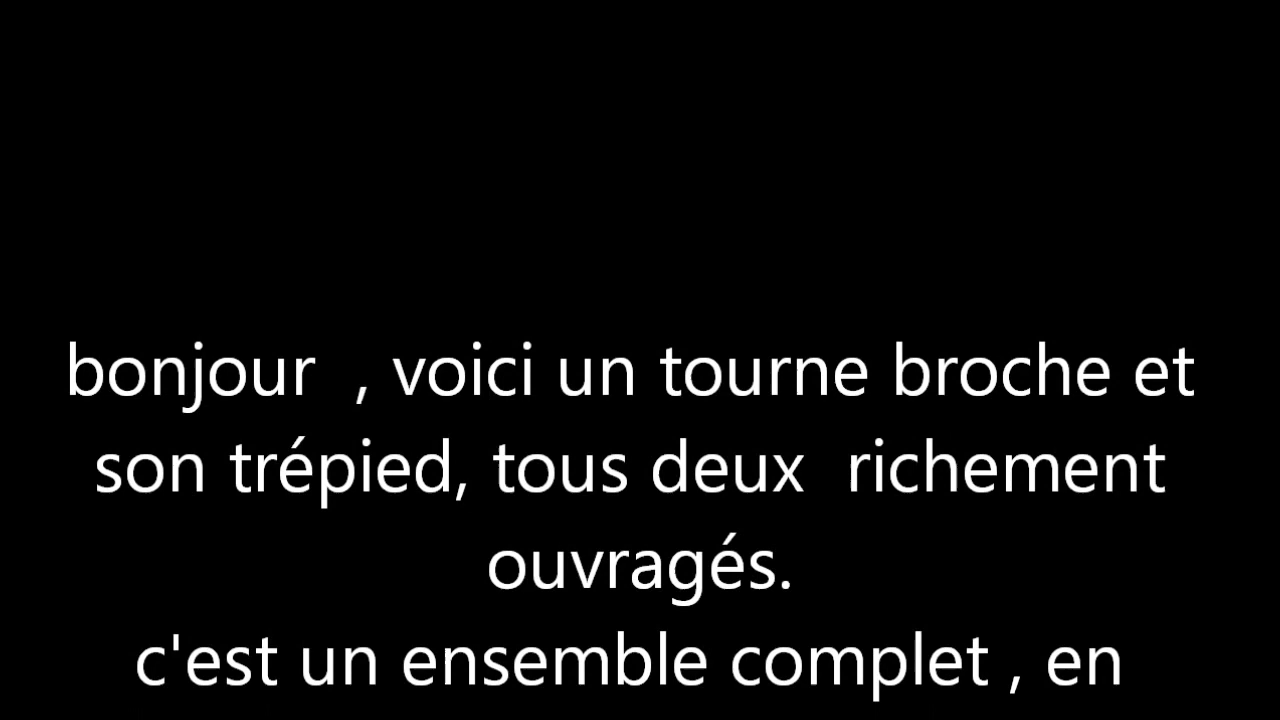 bonjour  , voici un tourne broche et
son trépied, tous deux  richement
ouvragés.
c'est un ensemble complet , en